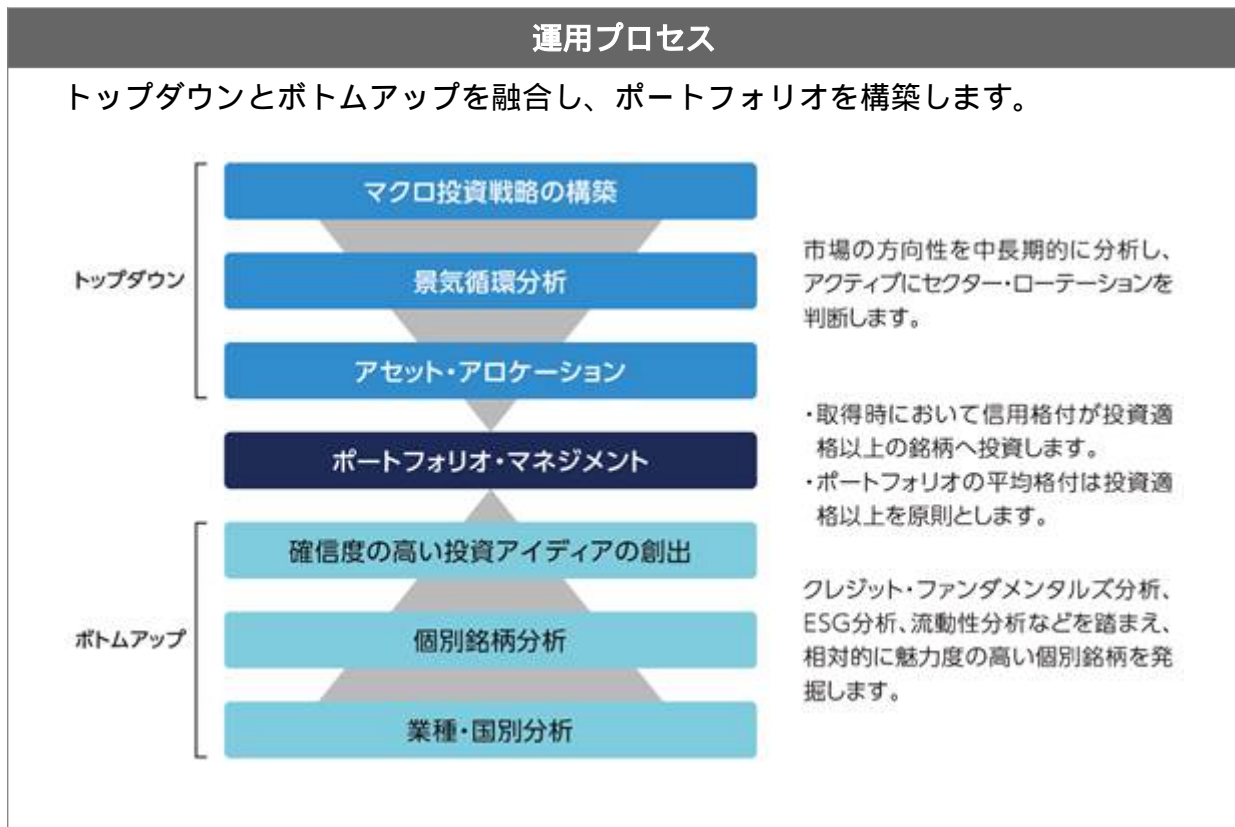 運用プロセス
トップダウンとボトムアップを融合し、ポートフォリオを構築します。
トップダウン
マクロ投資戦略の構築
景気循環分析
アセット・アロケーション
市場の方向性を中長期的に分析し、
アクティブにセクター・ローテーションを
判断します。
ポートフォリオ・マネジメント
・取得時において信用格付が投資適
格以上の銘柄へ投資します。
・ポートフォリオの平均格付は投資適
格以上を原則とします。
ボトムアップ
確信度の高い投資アイディアの創出
個別銘柄分析
業種・国別分析
クレジット・ファンダメンタルズ分析、
ESG分析、流動性分析などを踏まえ、
相対的に魅力度の高い個別銘柄を発
掘します。